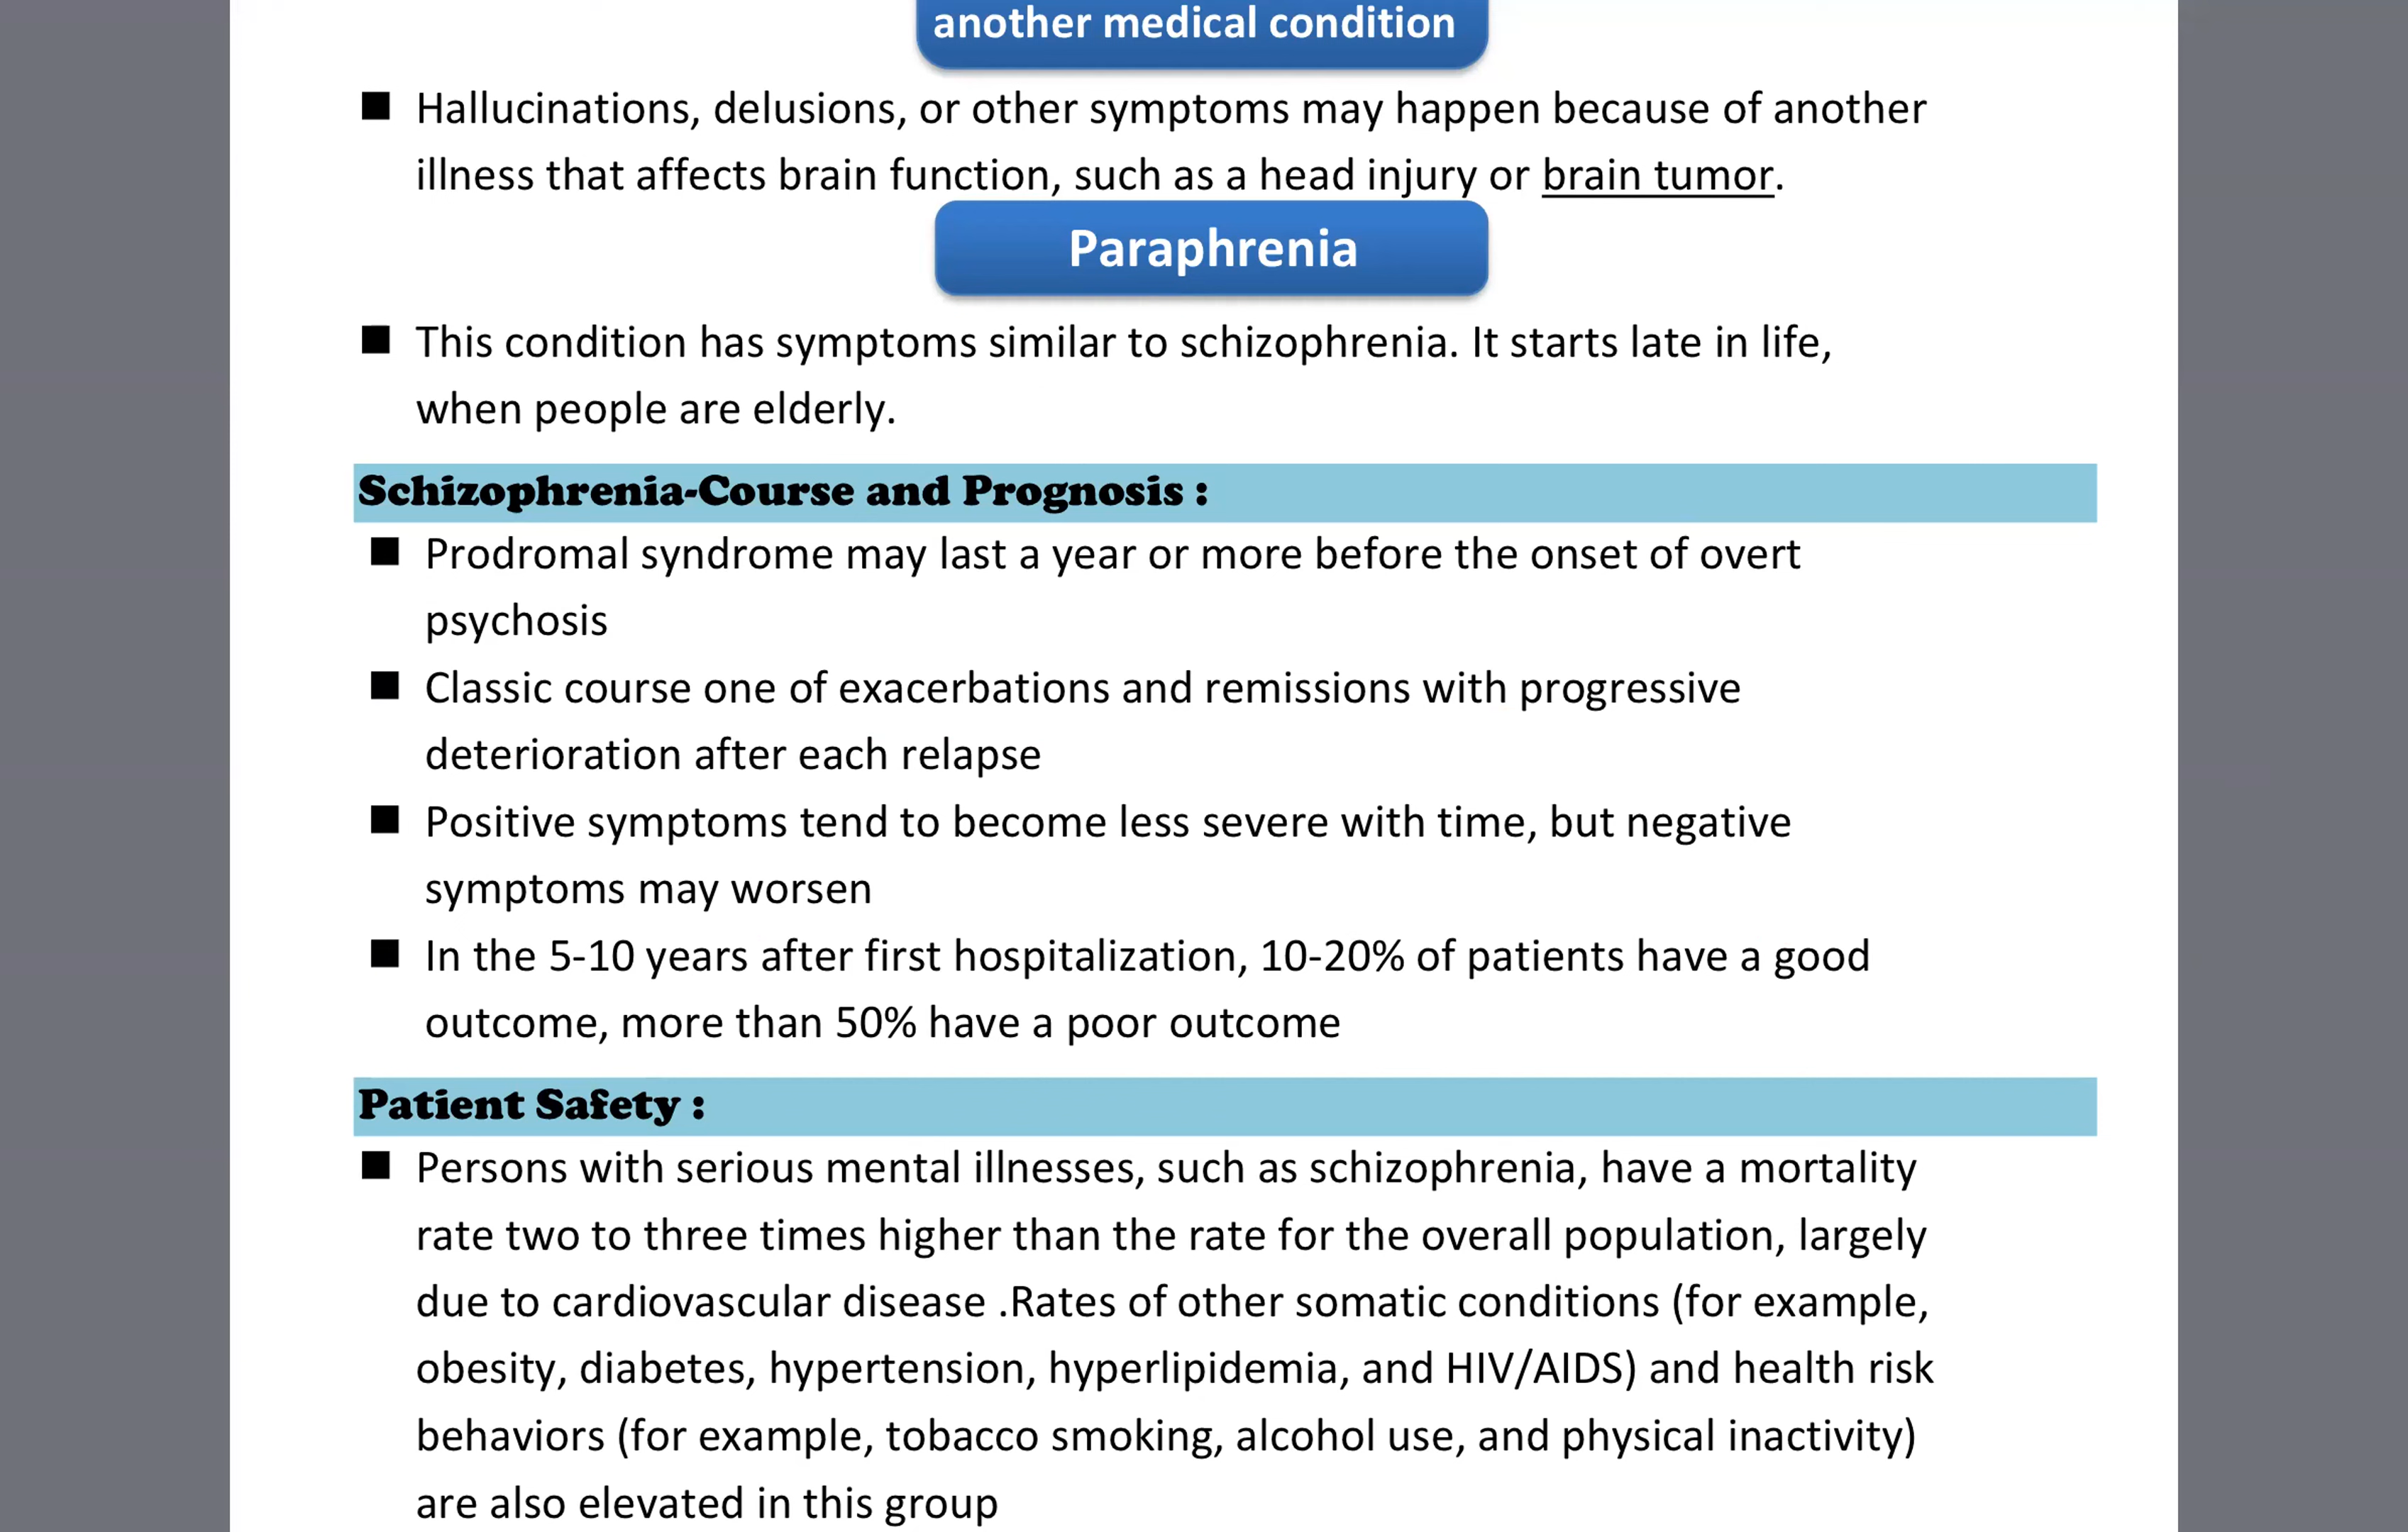 another medical condition
■ Hallucinations, delusions, or other symptoms may happen because of another
illness that affects brain function, such as a head injury or brain tumor.
Paraphrenia
■ This condition has symptoms similar to schizophrenia. It starts late in life,
when people are elderly.
Schizophrenia-Course and Prognosis :
■ Prodromal syndrome may last a year or more before the onset of overt
psychosis
■ Classic course one of exacerbations and remissions with progressive
deterioration after each relapse
■ Positive symptoms tend to become less severe with time, but negative
symptoms may worsen
■ In the 5-10 years after first hospitalization, 10-20% of patients have a good
outcome, more than 50% have a poor outcome
Patient Safety :
■ Persons with serious mental illnesses, such as schizophrenia, have a mortality
rate two to three times higher than the rate for the overall population, largely
due to cardiovascular disease .Rates of other somatic conditions (for example,
obesity, diabetes, hypertension, hyperlipidemia, and HIV/AIDS) and health risk
behaviors (for example, tobacco smoking, alcohol use, and physical inactivity)
are also elevated in this group